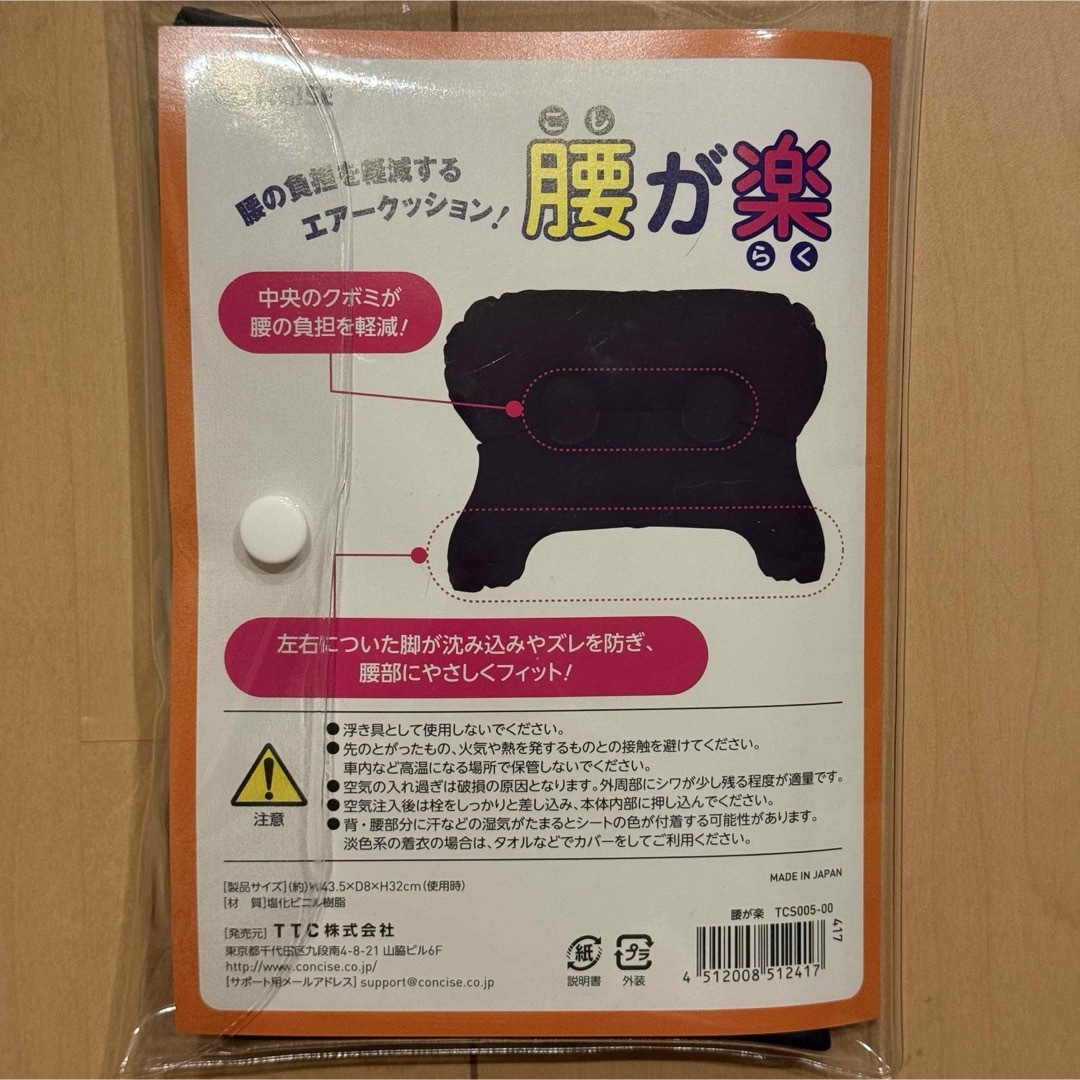 CONCISE
腰の負担を軽減する
エアークッション!
こし
腰が楽
らく
中央のクボミが
腰の負担を軽減!
左右についた脚が沈み込みやズレを防ぎ、
腰部にやさしくフィット!
注意
●浮き具として使用しないでください。
●先のとがったもの、火気や熱を発するものとの接触を避けてください。
車内など高温になる場所で保管しないでください。
●空気の入れ過ぎは破損の原因となります。外周部にシワが少し残る程度が適量です。
●空気注入後は栓をしっかりと差し込み、本体内部に押し込んでください。
●背・腰部分に汗などの湿気がたまるとシートの色が付着する可能性があります。
淡色系の着衣の場合は、タオルなどでカバーをしてご利用ください。
[製品サイズ](約)W43.5×D8×H32cm(使用時)
[材 質]塩化ビニル樹脂
[発売元]TTC株式会社
東京都千代田区九段南4-8-21 山脇ビル6F
http://www.concise.co.jp/
[サポート用メールアドレス]support@concise.co.jp
紙
説明書
プラ
外装
MADE IN JAPAN
腰が楽 TCS005-00
417
4 512008 512417